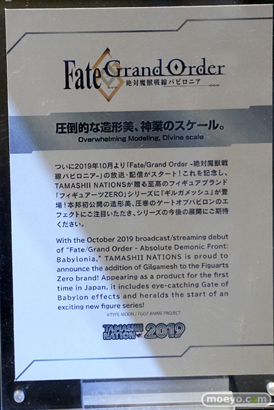 Fate Grand Order
絶対魔獣戦線バビロニア
圧倒的な造形美、神業のスケール。
Overwhelming Modeling, Divine scale
ついに2019年10月より「Fate/Grand Order -絶対魔獣戦
線バビロニア-」の放送・配信がスタート!これを記念し、
TAMASHII NATIONSが贈る至高のフィギュアブランド
「フィギュアーツZERO」シリーズに「ギルガメッシュ」が登
場!本邦初公開の造形美、圧巻のゲートオブバビロンのエ
フェクトにご注目いただき、シリーズの今後の展開にご期待
ください。
With the October 2019 broadcast/streaming debut
of "Fate/Grand Order - Absolute Demonic Front:
Babylonia," TAMASHII NATIONS is proud to
announce the addition of Gilgamesh to the Figuarts
Zero brand! Appearing as a product for the first
time in Japan, it includes eye-catching Gate of
Babylon effects and heralds the start of an
exciting new figure series!
©TYPE-MOON / FGO7 ANIME PROJECT
TAMASHII
NATION 2019
moeyo.com